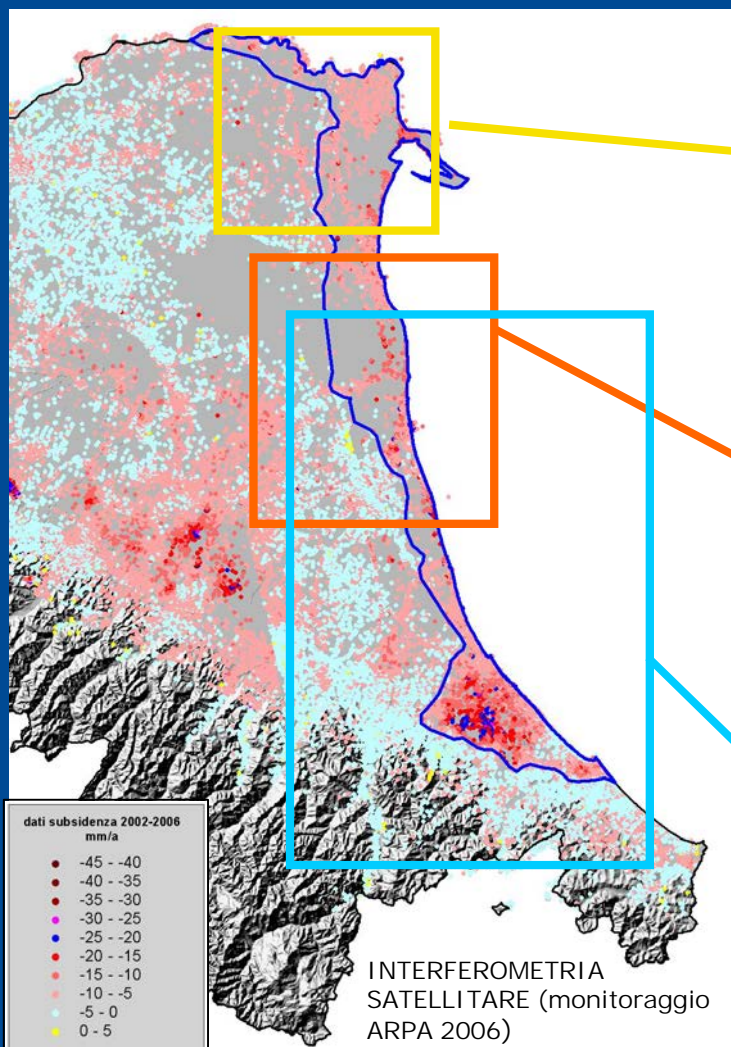 dati subsidenza 2002-2006
mm/a
-45 - -40
-40 - -35
-35 - -30
-30 - -25
-25 - -20
-20 - -15
-15 - -10
-10 - -5
-5 - 0
0 - 5
INTERFEROMETRIA
SATELLITARE (monitoraggio
ARPA 2006)